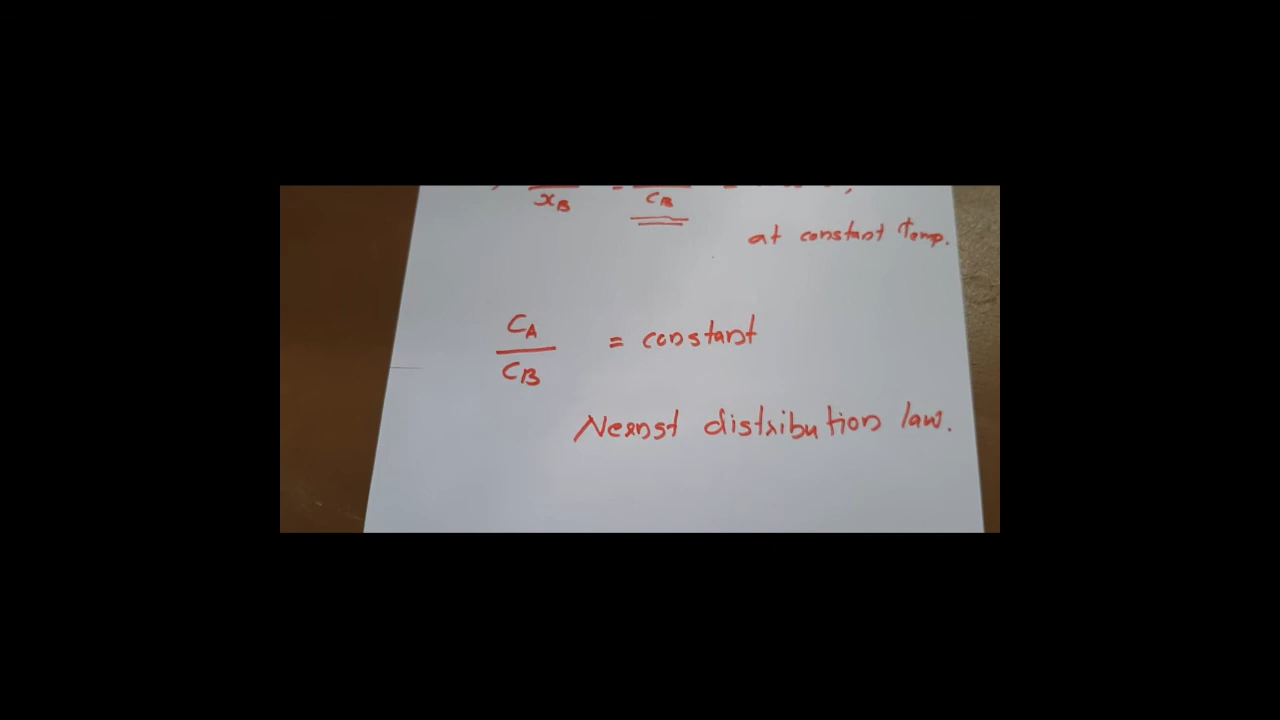 x_B = C_B =
at constant Temp.
C_A
C_B = constant
Nernst distribution law.